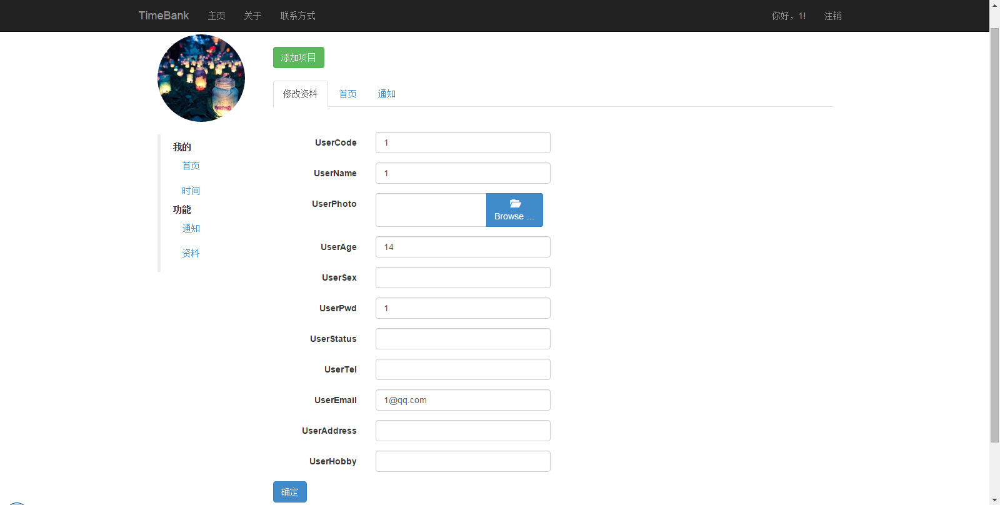 TimeBank 主页 关于 联系方式 你好，1! 注销
添加项目
修改资料 首页 通知
我的
首页
时间
功能
通知
资料
UserCode 1
UserName 1
UserPhoto Browse ...
UserAge 14
UserSex
UserPwd 1
UserStatus
UserTel
UserEmail 1@qq.com
UserAddress
UserHobby
确定